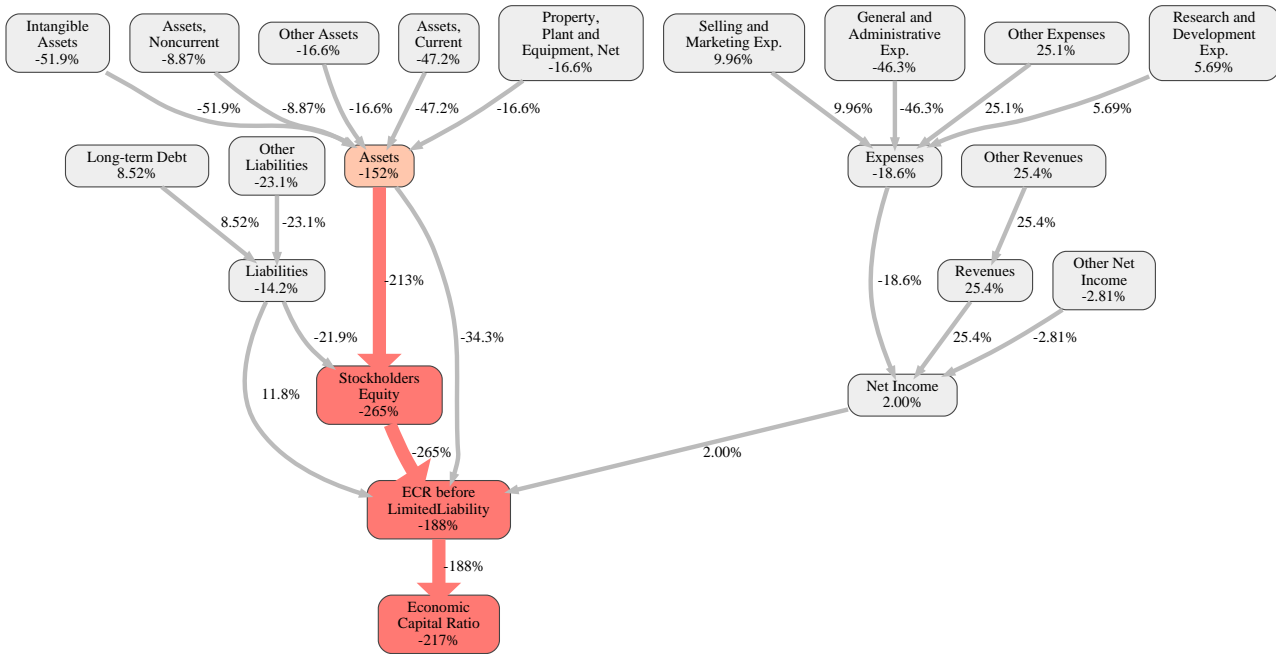 Intangible
Assets
-51.9%
Assets,
Noncurrent
-8.87%
Other Assets
-16.6%
Assets,
Current
-47.2%
Property,
Plant and
Equipment, Net
-16.6%
Selling and
Marketing Exp.
9.96%
General and
Administrative
Exp.
-46.3%
Other Expenses
25.1%
Research and
Development
Exp.
5.69%
-51.9%
-8.87%
-16.6%
-47.2%
-16.6%
9.96%
-46.3%
25.1%
5.69%
Long-term Debt
8.52%
Other
Liabilities
-23.1%
Assets
-152%
Expenses
-18.6%
Other Revenues
25.4%
8.52%
-23.1%
25.4%
Liabilities
-14.2%
-213%
-18.6%
Revenues
25.4%
Other Net
Income
-2.81%
-21.9%
-34.3%
25.4%
-2.81%
Stockholders
Equity
-265%
11.8%
Net Income
2.00%
-265%
2.00%
ECR before
LimitedLiability
-188%
-188%
Economic
Capital Ratio
-217%